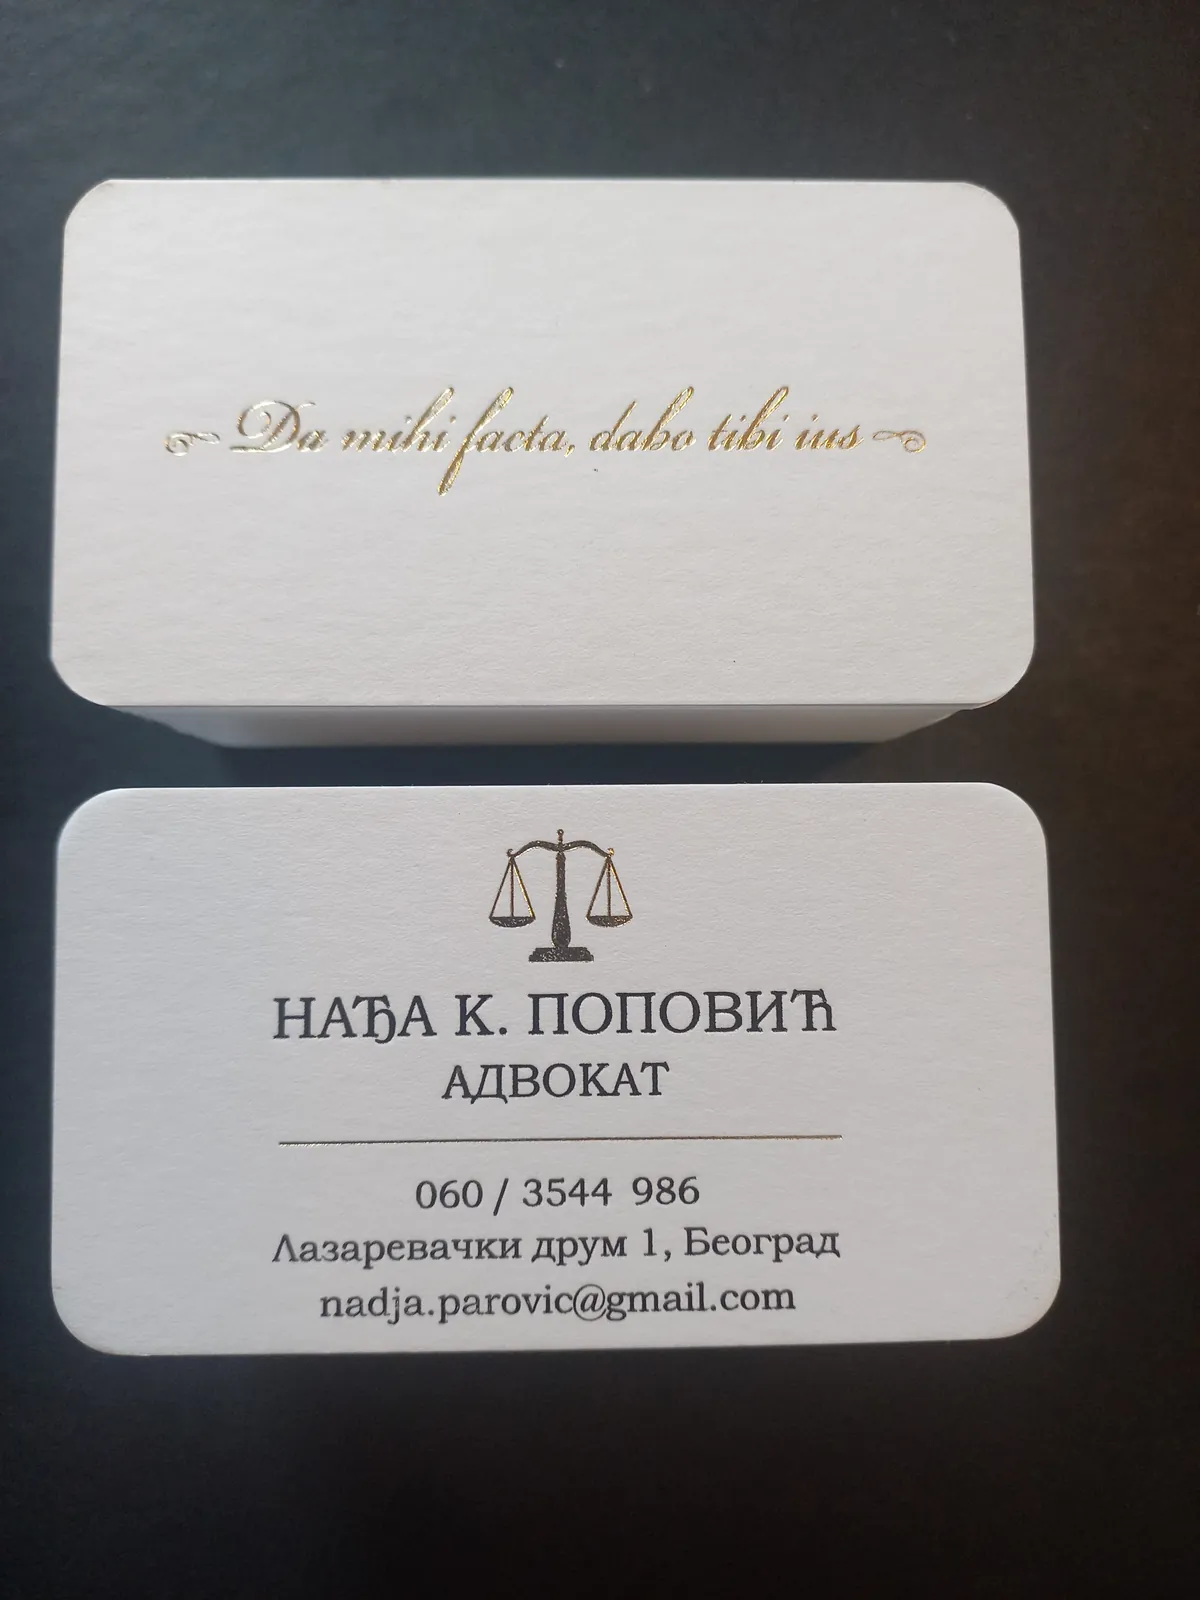 Da mihi facta, dabo tibi ius
НАЂА К. ПОПОВИЋ
АДВОКАТ
060 / 3544 986
Лазаревачки друм 1, Београд
nadja.parovic@gmail.com